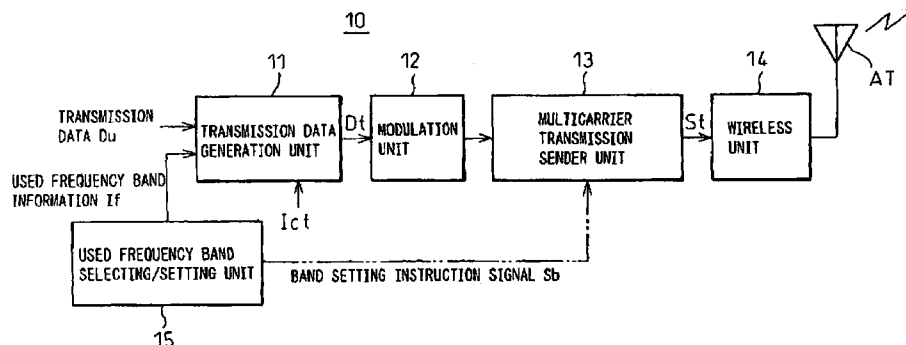 10
11
12
13
14
AT
TRANSMISSION
DATA Du
TRANSMISSION DATA
GENERATION UNIT
Dt
MODULATION
UNIT
MULTICARRIER
TRANSMISSION
SENDER UNIT
St
WIRELESS
UNIT
USED FREQUENCY BAND
INFORMATION If
Ict
USED FREQUENCY BAND
SELECTING/SETTING UNIT
BAND SETTING INSTRUCTION SIGNAL Sb
15